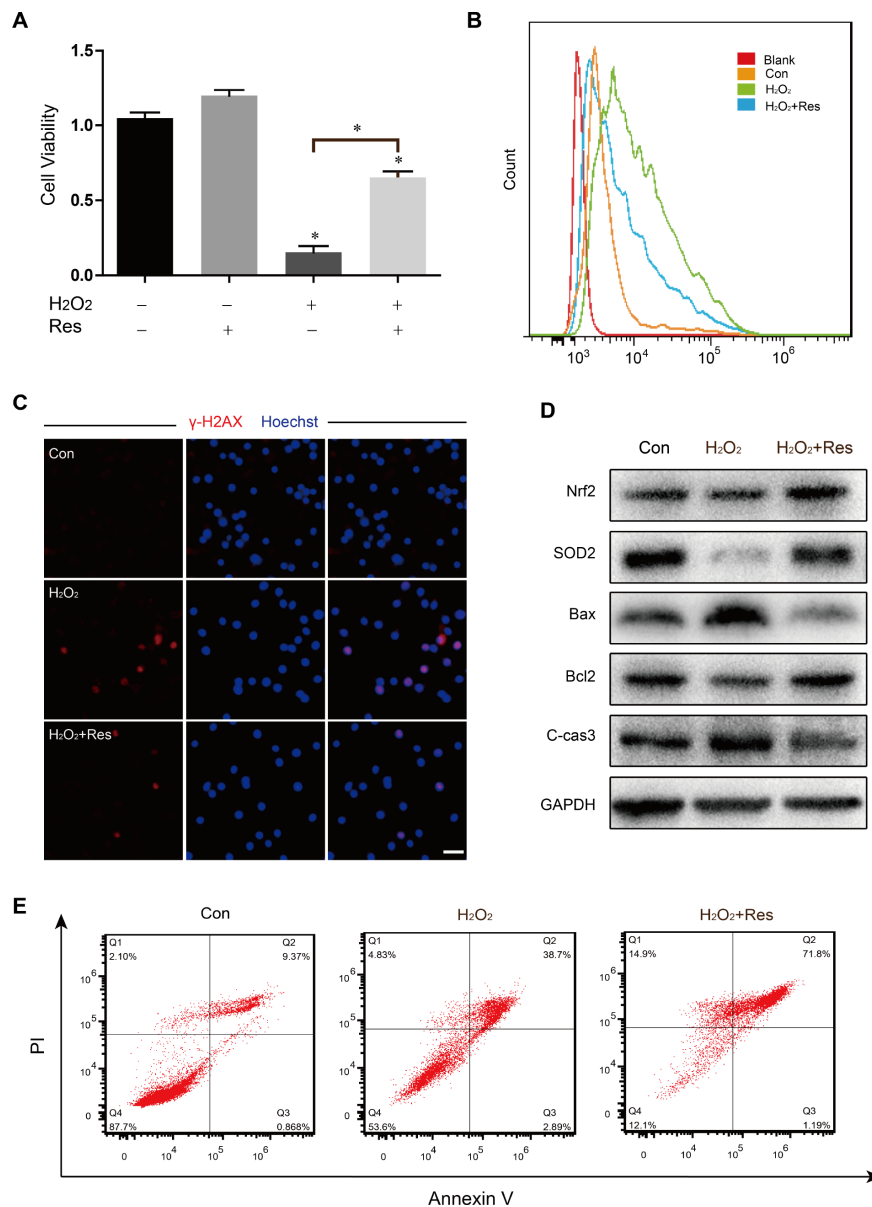 A
1.5
1.0
0.5
0.0
Cell Viability
*
*
*
H₂O₂ – – + +
Res – + – +
B
Blank
Con
H₂O₂
H₂O₂+Res
Count
10³ 10⁴ 10⁵ 10⁶
C
γ-H2AX Hoechst
Con
H₂O₂
H₂O₂+Res
D
Con H₂O₂ H₂O₂+Res
Nrf2
SOD2
Bax
Bcl2
C-cas3
GAPDH
E
Con
Q1
2.10%
Q2
9.37%
Q4
87.7%
Q3
0.868%
10⁶
10⁵
10⁴
0
0 10⁴ 10⁵ 10⁶
H₂O₂
Q1
4.83%
Q2
38.7%
Q4
53.6%
Q3
2.89%
10⁶
10⁵
10⁴
0
0 10⁴ 10⁵ 10⁶
H₂O₂+Res
Q1
14.9%
Q2
71.8%
Q4
12.1%
Q3
1.19%
10⁶
10⁵
10⁴
0
0 10⁴ 10⁵ 10⁶
PI
Annexin V